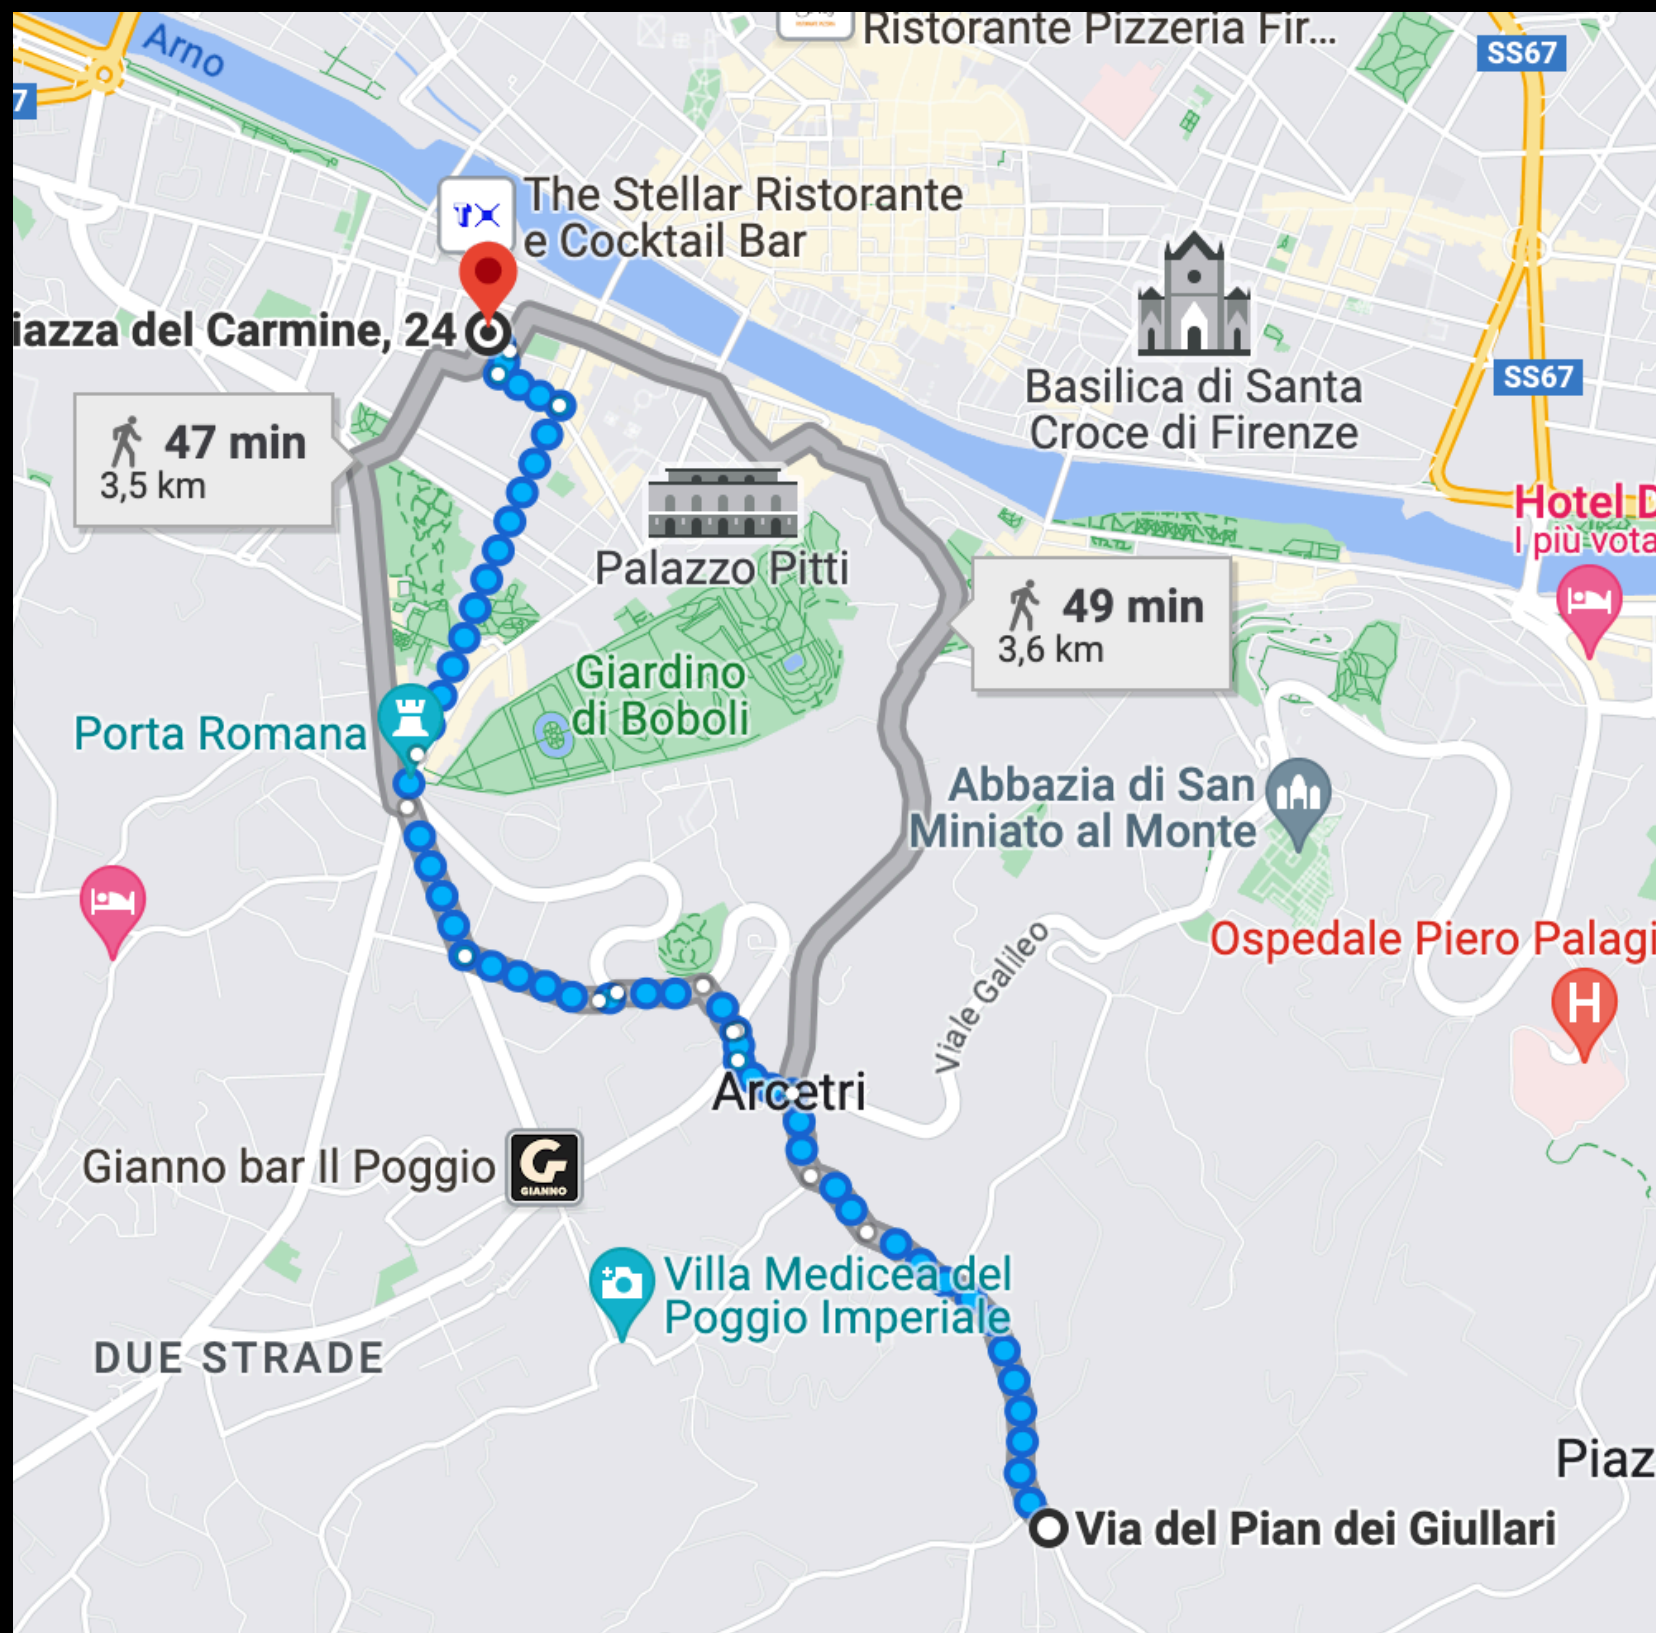 Arno
Ristorante Pizzeria Fir...
SS67
7
The Stellar Ristorante
e Cocktail Bar
iazza del Carmine, 24
47 min
3,5 km
Basilica di Santa
Croce di Firenze
SS67
Palazzo Pitti
Hotel D
I più vota
49 min
3,6 km
Giardino
di Boboli
Porta Romana
Abbazia di San
Miniato al Monte
Ospedale Piero Palagi
H
Viale Galileo
Arcetri
Gianno bar Il Poggio
G
GIANNO
Villa Medicea del
Poggio Imperiale
DUE STRADE
Piaz
Via del Pian dei Giullari